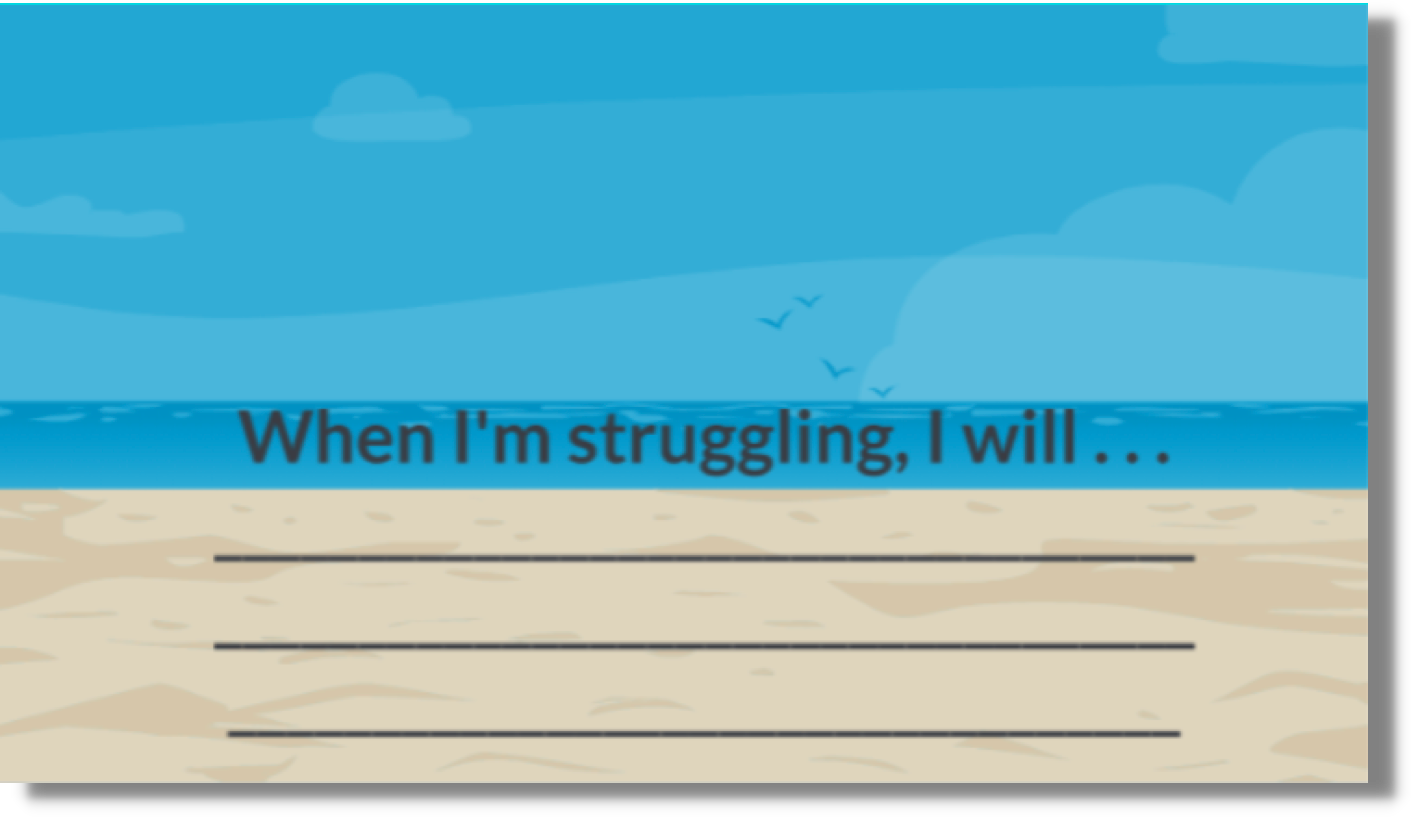 When I'm struggling, I will . . .